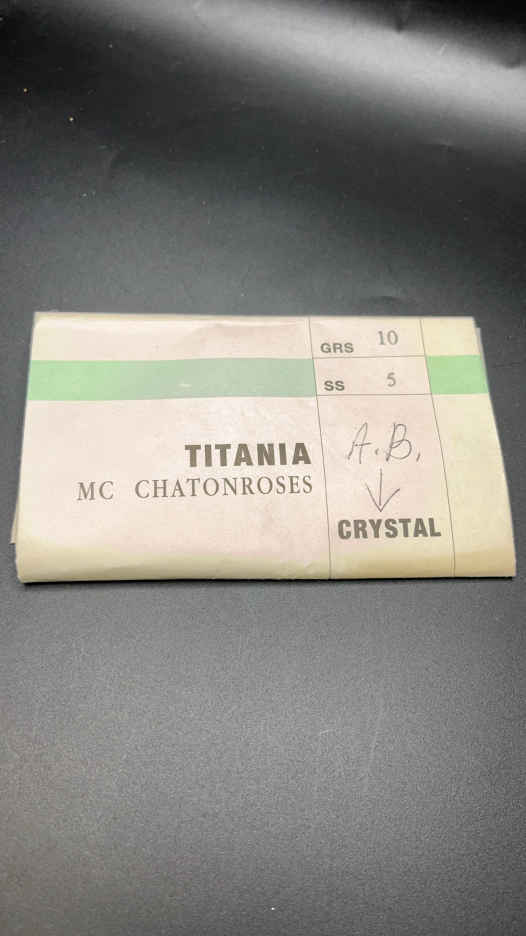 GRS 10
SS 5
TITANIA
MC CHATONROSES
A.B.
↓
CRYSTAL